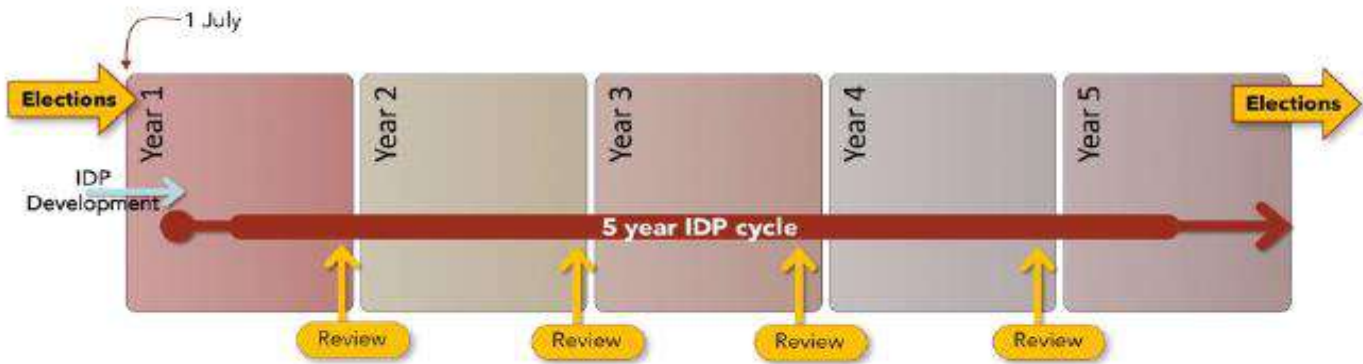 1 July
Elections
Year 1
Year 2
Year 3
Year 4
Year 5
Elections
IDP
Development
5 year IDP cycle
Review
Review
Review
Review